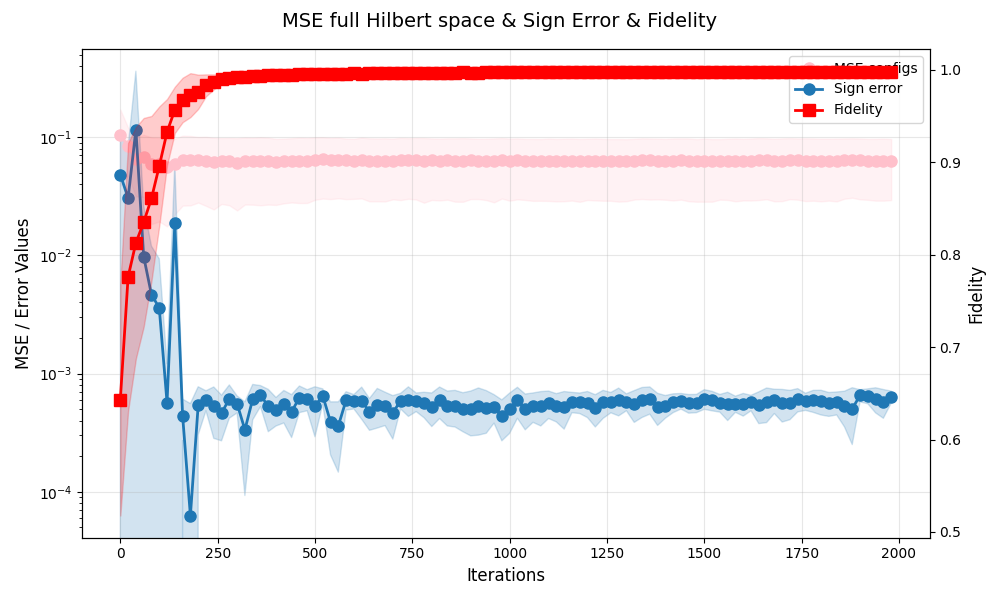 MSE full Hilbert space & Sign Error & Fidelity
MSE configs
Sign error
Fidelity
MSE / Error Values
10⁻¹
10⁻²
10⁻³
10⁻⁴
1.0
0.9
0.8
0.7
0.6
0.5
Fidelity
0 250 500 750 1000 1250 1500 1750 2000
Iterations